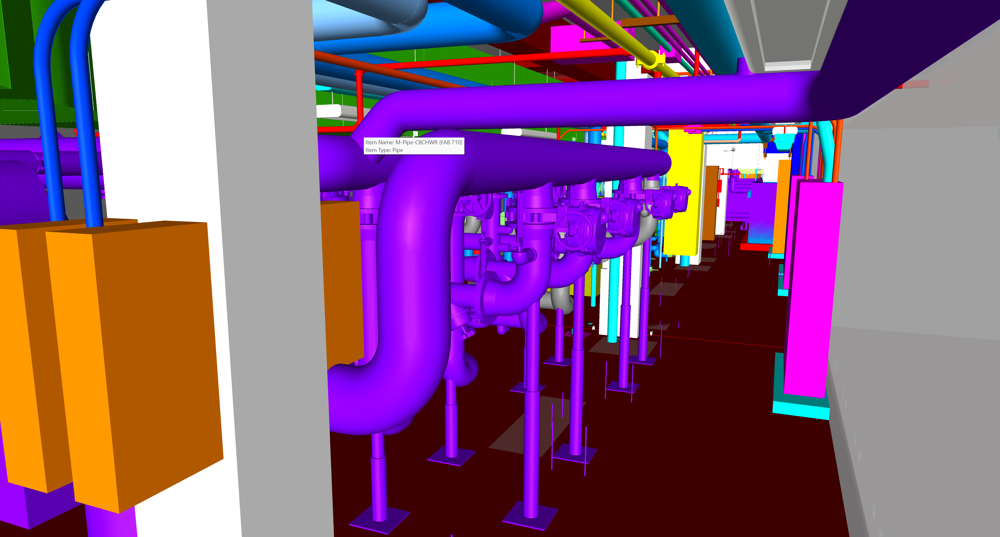 Item Name: M-Pipe-CBCHWR (FAB 710)
Item Type: Pipe